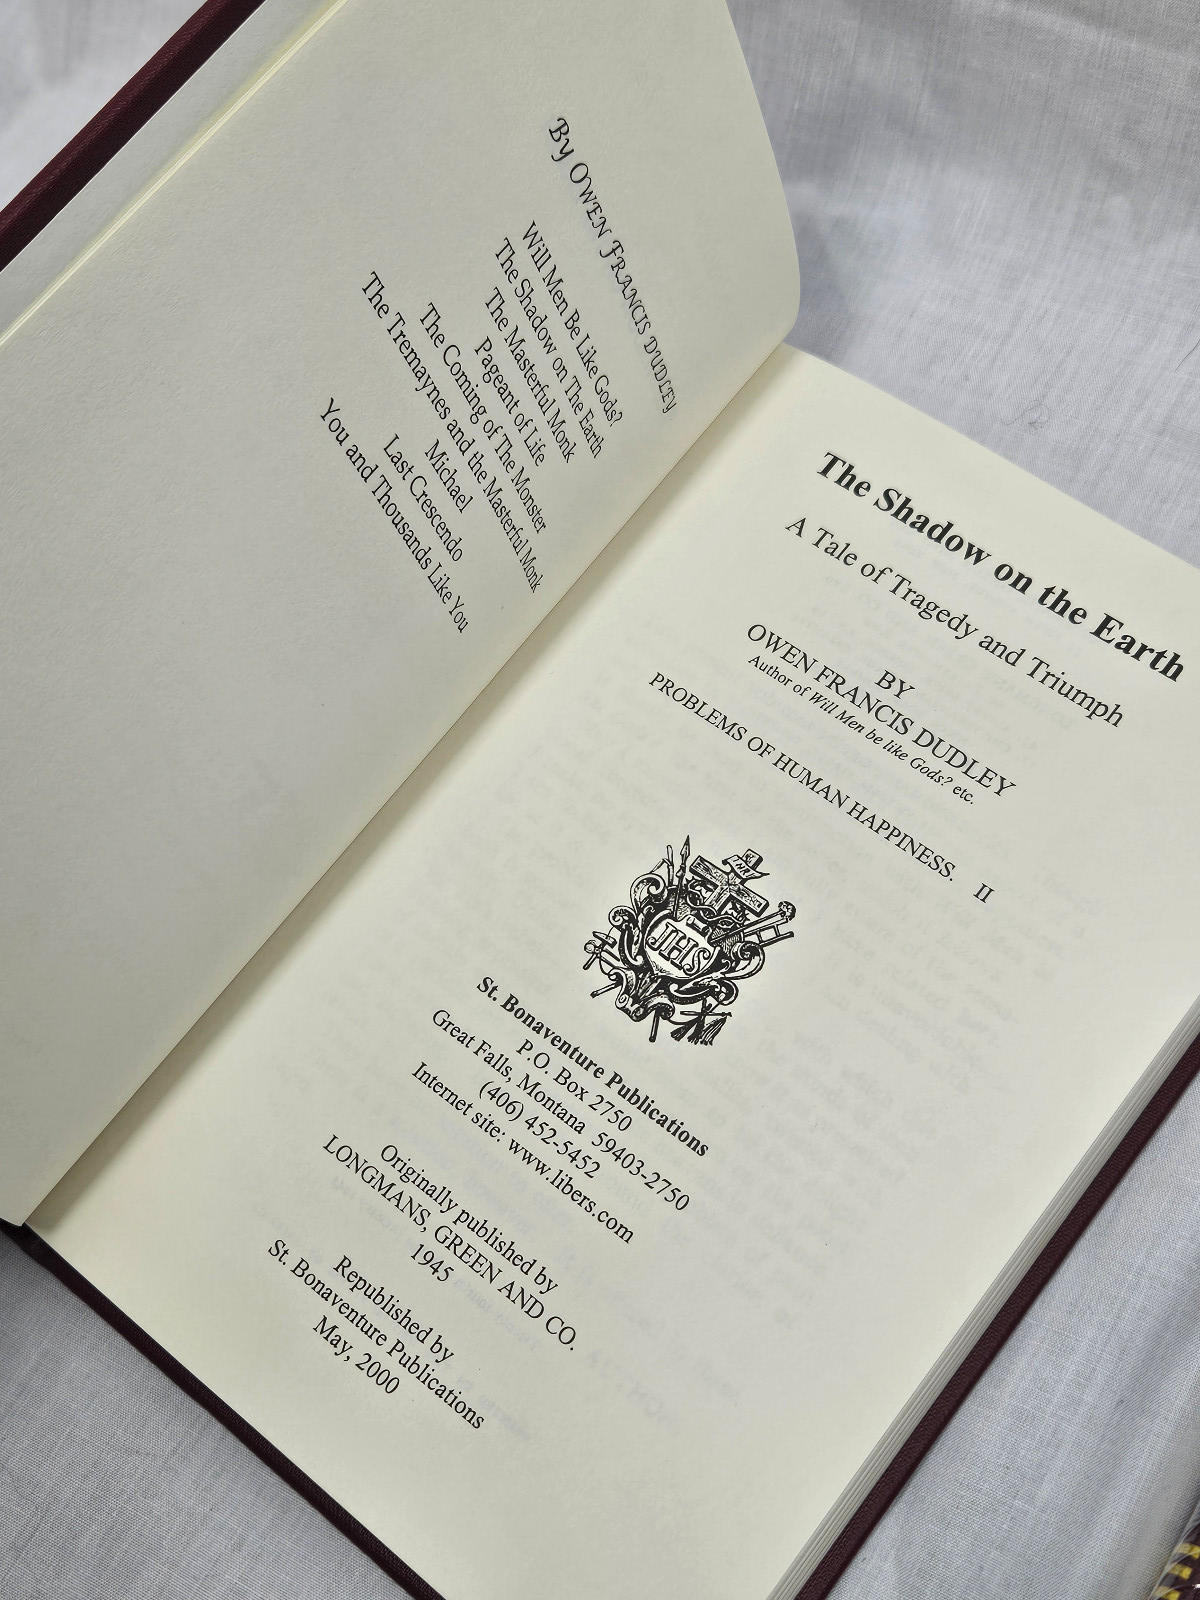 By Owen Francis Dudley
Will Men Be Like Gods?
The Shadow on The Earth
The Masterful Monk
Pageant of Life
The Coming of The Monster
The Tremaynes and the Masterful Monk
Michael
Last Crescendo
You and Thousands Like You
The Shadow on the Earth
A Tale of Tragedy and Triumph
BY
OWEN FRANCIS DUDLEY
Author of Will Men be like Gods? etc.
PROBLEMS OF HUMAN HAPPINESS. II
JHS
St. Bonaventure Publications
P.O. Box 2750
Great Falls, Montana 59403-2750
(406) 452-5452
Internet site: www.libers.com
Originally published by
LONGMANS, GREEN AND CO.
1945
Republished by
St. Bonaventure Publications
May, 2000